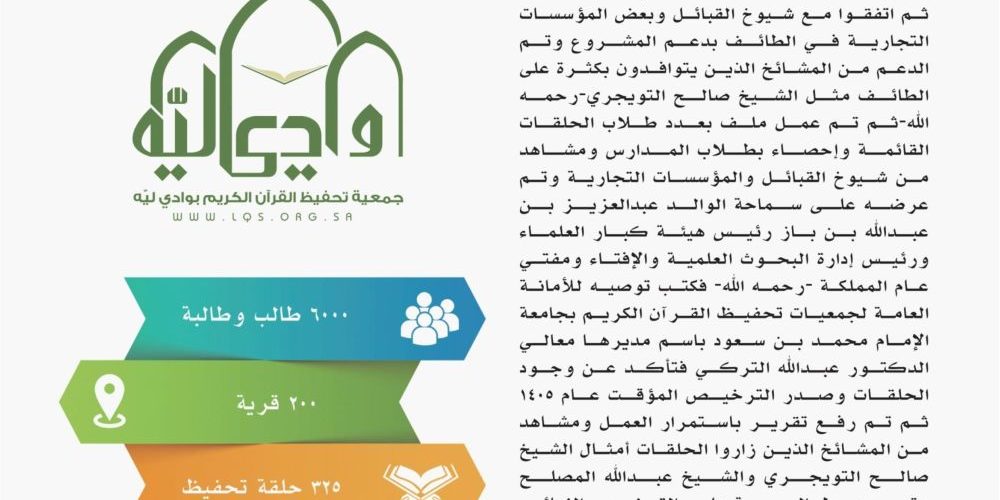 ثم اتفقوا مع شيوخ القبائل وبعض المؤسسات
التجارية في الطائف بدعم المشروع وتم
الدعم من المشائخ الذين يتوافدون بكثرة على
الطائف مثل الشيخ صالح التويجري-رحمه
الله-ثم تم عمل ملف بعدد طلاب الحلقات
القائمة وإحصاء بطلاب المدارس ومشاهد
من شيوخ القبائل والمؤسسات التجارية وتم
عرضه على سماحة الوالد عبدالعزيز بن
عبدالله بن باز رئيس هيئة كبار العلماء
ورئيس إدارة البحوث العلمية والإفتاء ومفتي
عام المملكة -رحمه الله- فكتب توصيه للأمانة
العامة لجمعيات تحفيظ القرآن الكريم بجامعة
الإمام محمد بن سعود باسم مديرها معالي
الدكتور عبدالله التركي فتأكد عن وجود
الحلقات وصدر الترخيص المؤقت عام ١٤٠٥
ثم تم رفع تقرير باستمرار العمل ومشاهد
من المشائخ الذين زاروا الحلقات أمثال الشيخ
صالح التويجري والشيخ عبدالله المصلح
وادي ليّه
جمعية تحفيظ القرآن الكريم بوادي ليّه
WWW.LQS.ORG.SA
٦٠٠٠ طالب وطالبة
٢٠٠ قرية
٣٢٥ حلقة تحفيظ